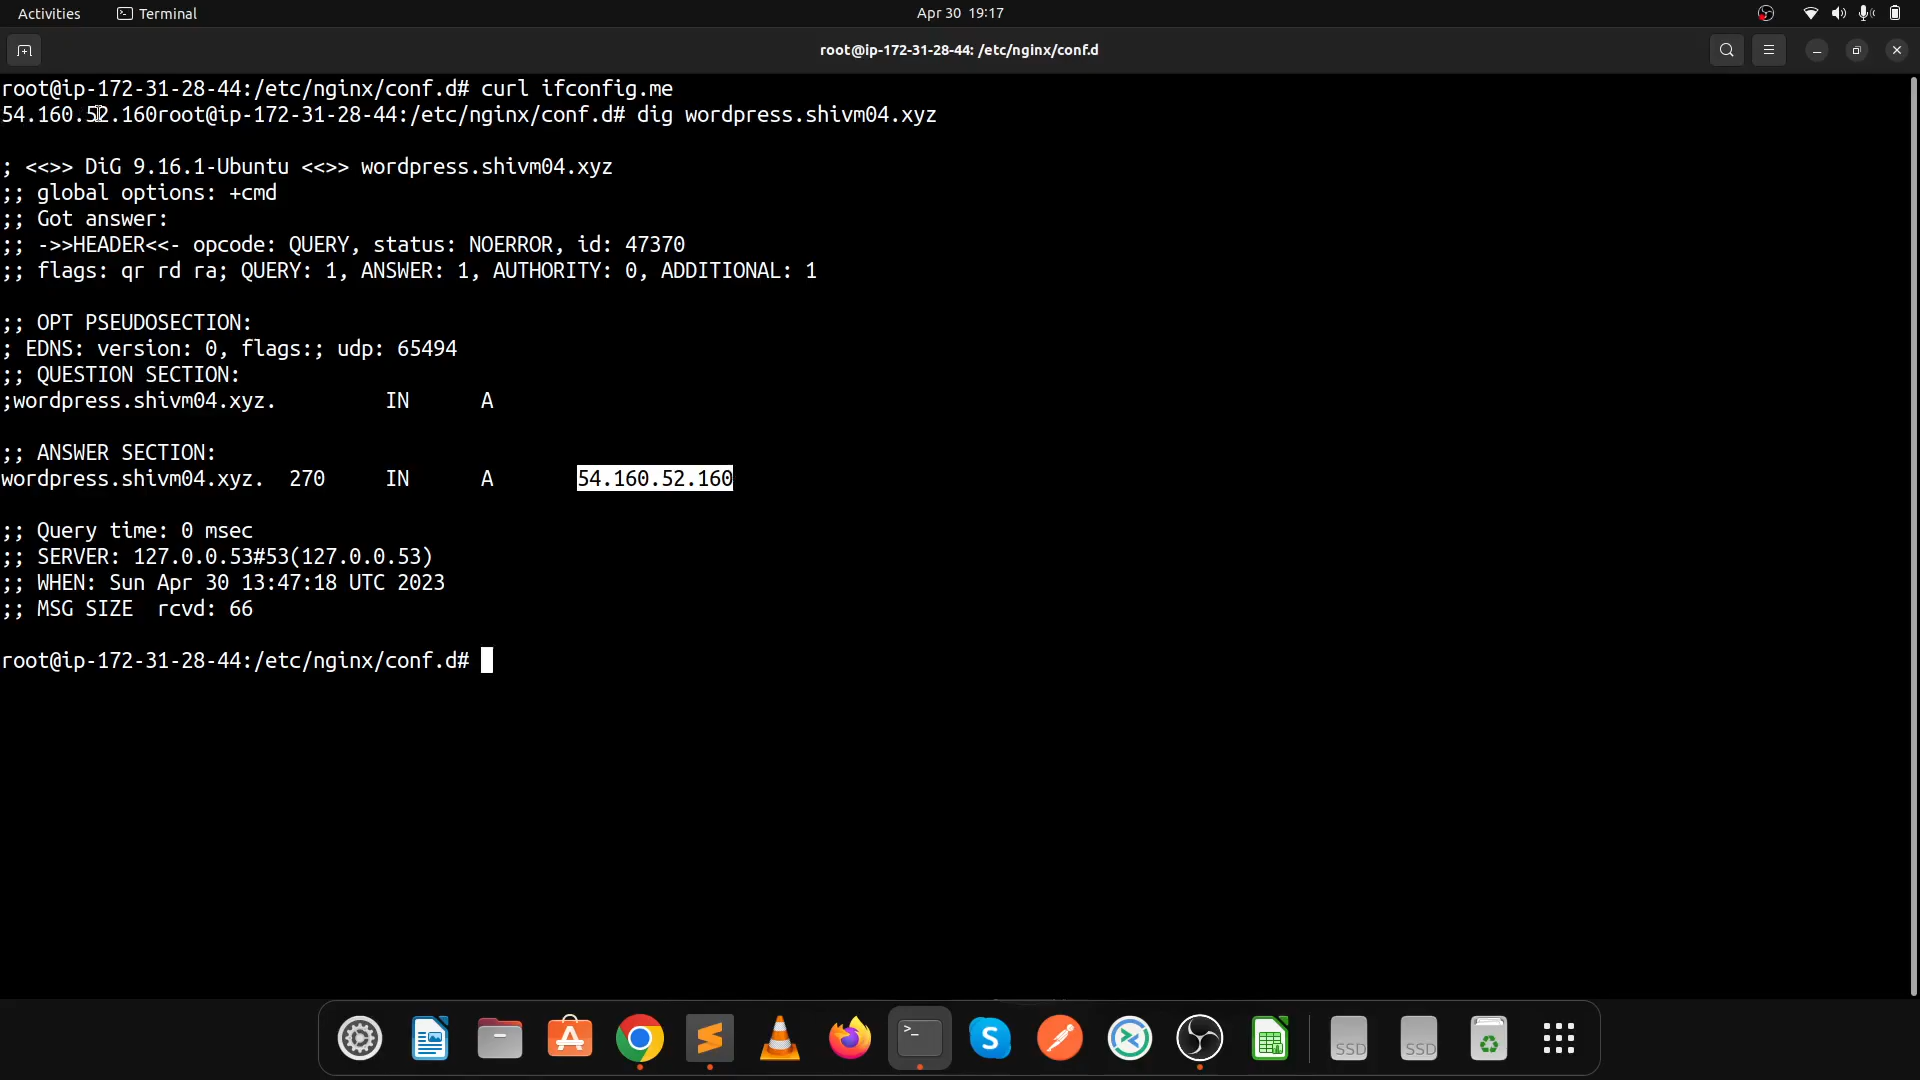 Activities Terminal Apr 30 19:17
root@ip-172-31-28-44: /etc/nginx/conf.d
root@ip-172-31-28-44:/etc/nginx/conf.d# curl ifconfig.me
54.160.52.160root@ip-172-31-28-44:/etc/nginx/conf.d# dig wordpress.shivm04.xyz
; <<>> DiG 9.16.1-Ubuntu <<>> wordpress.shivm04.xyz
;; global options: +cmd
;; Got answer:
;; ->>HEADER<<- opcode: QUERY, status: NOERROR, id: 47370
;; flags: qr rd ra; QUERY: 1, ANSWER: 1, AUTHORITY: 0, ADDITIONAL: 1
;; OPT PSEUDOSECTION:
; EDNS: version: 0, flags:; udp: 65494
;; QUESTION SECTION:
;wordpress.shivm04.xyz. IN A
;; ANSWER SECTION:
wordpress.shivm04.xyz. 270 IN A 54.160.52.160
;; Query time: 0 msec
;; SERVER: 127.0.0.53#53(127.0.0.53)
;; WHEN: Sun Apr 30 13:47:18 UTC 2023
;; MSG SIZE rcvd: 66
root@ip-172-31-28-44:/etc/nginx/conf.d#
SSD SSD